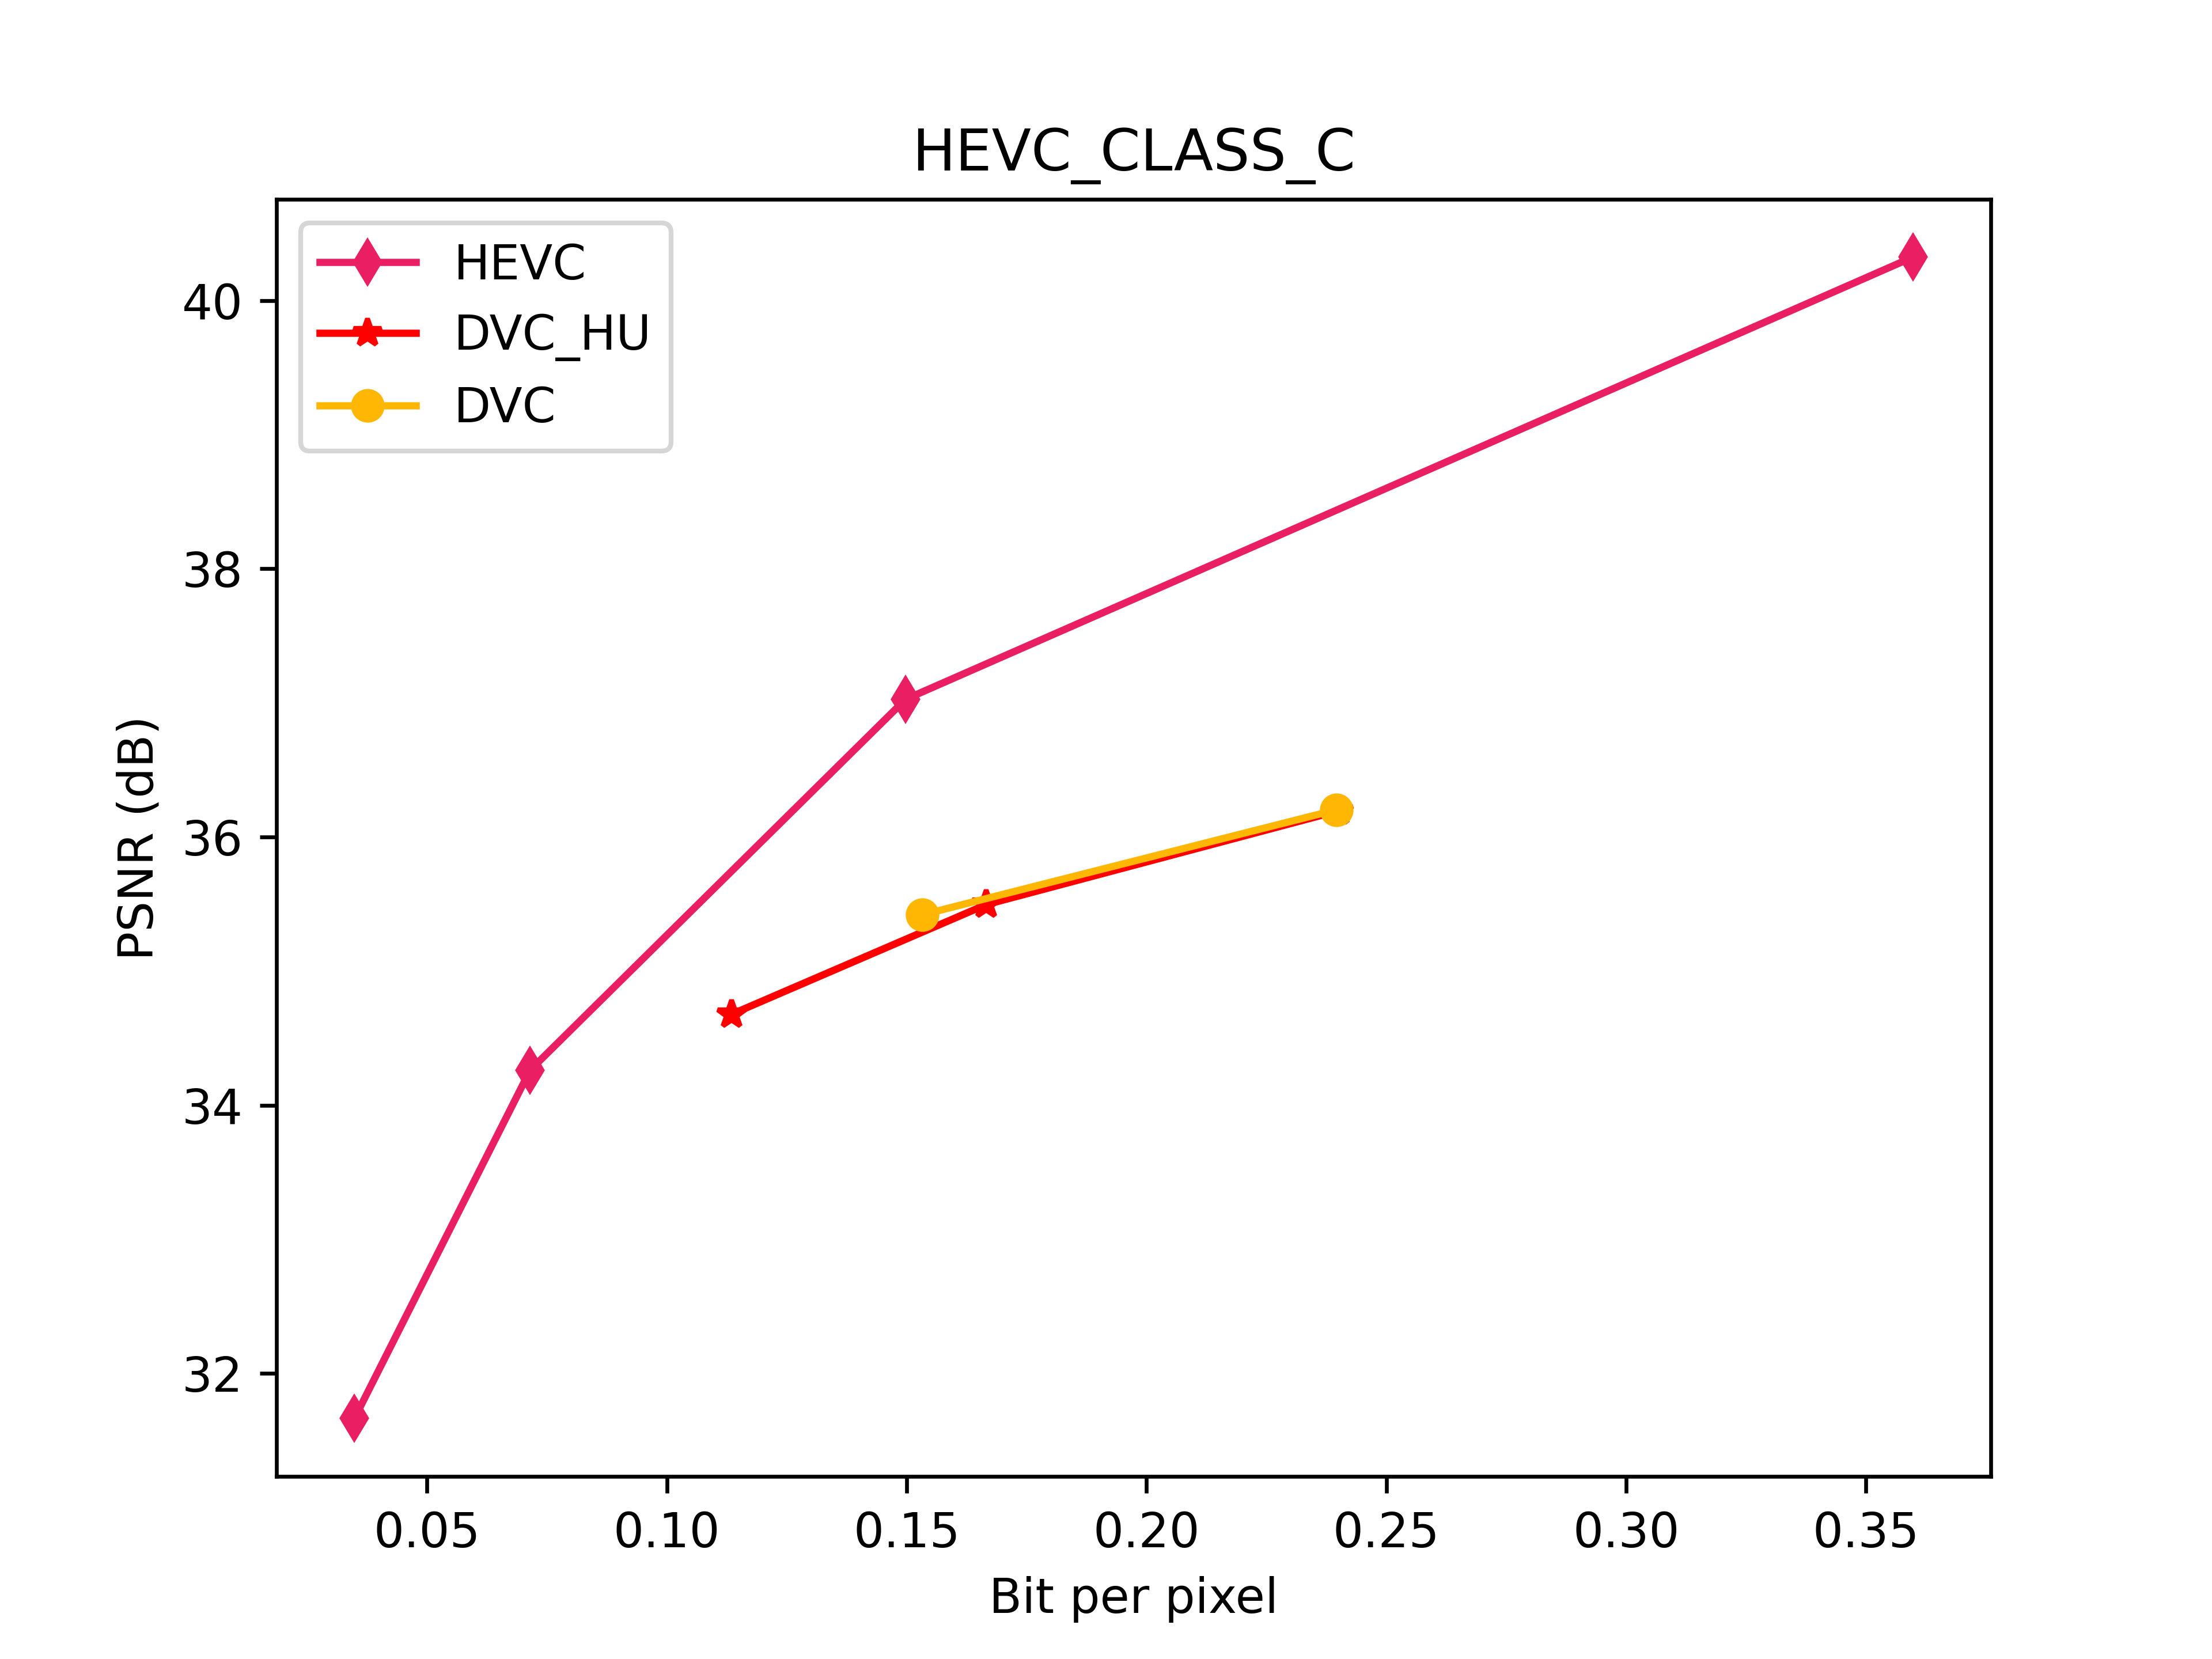 HEVC_CLASS_C
HEVC
DVC_HU
DVC
40
38
36
34
32
PSNR (dB)
0.05 0.10 0.15 0.20 0.25 0.30 0.35
Bit per pixel